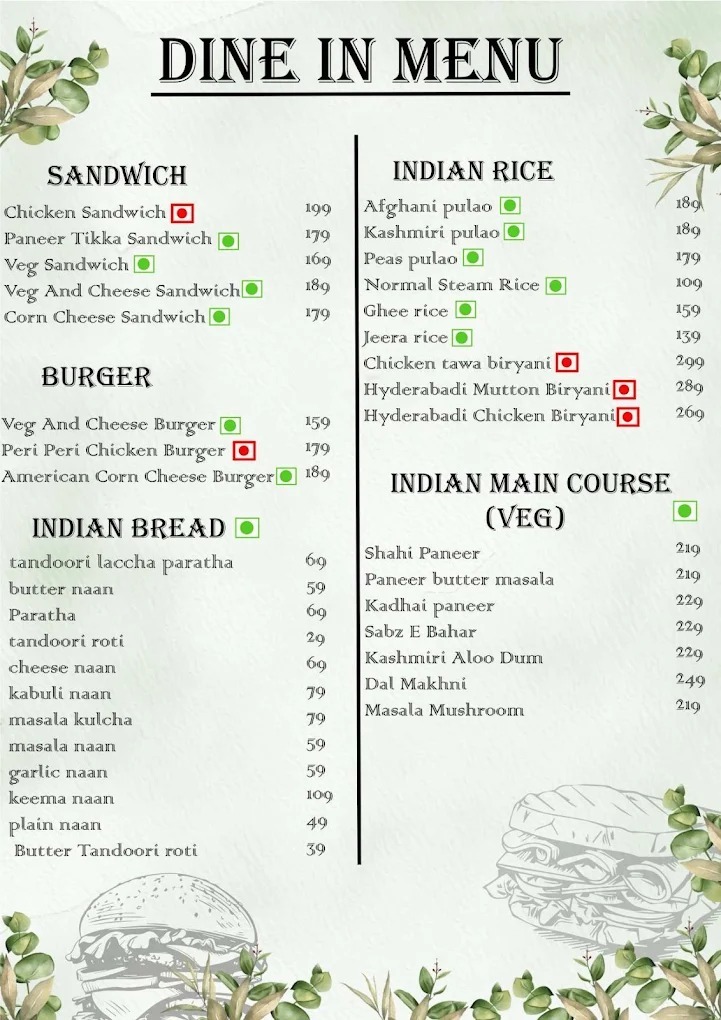 DINE IN MENU
SANDWICH
Chicken Sandwich 199
Paneer Tikka Sandwich 179
Veg Sandwich 169
Veg And Cheese Sandwich 189
Corn Cheese Sandwich 179
BURGER
Veg And Cheese Burger 159
Peri Peri Chicken Burger 179
American Corn Cheese Burger 189
INDIAN BREAD
tandoori laccha paratha 69
butter naan 59
Paratha 69
tandoori roti 29
cheese naan 69
kabuli naan 79
masala kulcha 79
masala naan 59
garlic naan 59
keema naan 109
plain naan 49
Butter Tandoori roti 39
INDIAN RICE
Afghani pulao 189
Kashmiri pulao 189
Peas pulao 179
Normal Steam Rice 109
Ghee rice 159
Jeera rice 139
Chicken tawa biryani 299
Hyderabadi Mutton Biryani 289
Hyderabadi Chicken Biryani 269
INDIAN MAIN COURSE
(VEG)
Shahi Paneer 219
Paneer butter masala 219
Kadhai paneer 229
Sabz E Bahar 229
Kashmiri Aloo Dum 229
Dal Makhni 249
Masala Mushroom 219